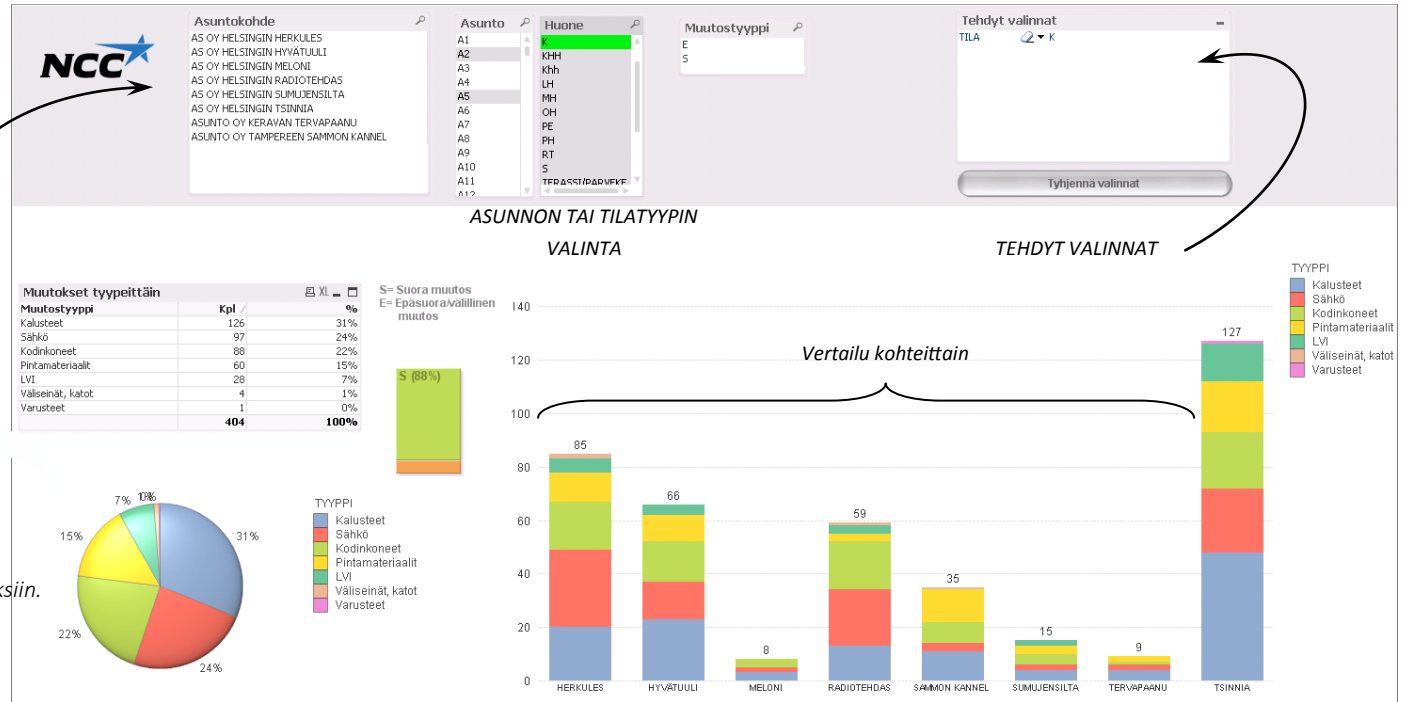 NCC
Asuntokohde
AS OY HELSINGIN HERKULES
AS OY HELSINGIN HYVÄTUULI
AS OY HELSINGIN MELONI
AS OY HELSINGIN RADIOTEHDAS
AS OY HELSINGIN SUMUJENSILTA
AS OY HELSINGIN TSINNIA
ASUNTO OY KERAVAN TERVAPAANU
ASUNTO OY TAMPEREEN SAMMON KANNEL
Asunto
A1
A2
A3
A4
A5
A6
A7
A8
A9
A10
A11
A12
Huone
K
KHH
Khh
LH
MH
OH
PE
PH
RT
S
TERASSI/PARVEKE
Muutostyyppi
E
S
Tehdyt valinnat
TILA K
Tyhjennä valinnat
ASUNNON TAI TILATYYPIN
VALINTA
TEHDYT VALINNAT
Muutokset tyypeittäin XL
Muutostyyppi Kpl %
Kalusteet 126 31%
Sähkö 97 24%
Kodinkoneet 88 22%
Pintamateriaalit 60 15%
LVI 28 7%
Väliseinät, katot 4 1%
Varusteet 1 0%
404 100%
S= Suora muutos
E= Epäsuora/välillinen
muutos
S (88%)
7%
15%
22%
24%
31%
TYYPPI
Kalusteet
Sähkö
Kodinkoneet
Pintamateriaalit
LVI
Väliseinät, katot
Varusteet
ksiin.
Vertailu kohteittain
140
120
100
80
60
40
20
0
85
66
8
59
35
15
9
127
HERKULES
HYVÄTUULI
MELONI
RADIOTEHDAS
SAMMON KANNEL
SUMUJENSILTA
TERVAPAANU
TSINNIA
TYYPPI
Kalusteet
Sähkö
Kodinkoneet
Pintamateriaalit
LVI
Väliseinät, katot
Varusteet